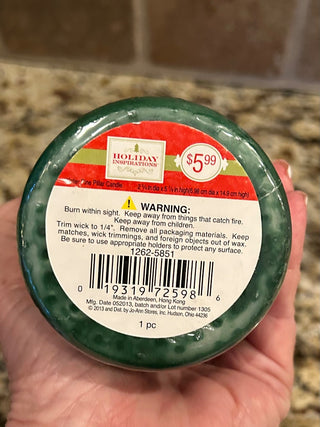 HOLIDAY
INSPIRATIONS
$5.99
One Pillar Candle
⚠ WARNING:
Burn within sight. Keep away from things that catch fire.
Keep away from children.
Trim wick to 1/4". Remove all packaging materials. Keep
matches, wick trimmings, and foreign objects out of wax.
Be sure to use appropriate holders to protect any surface.
1262-5851
0 19319 72598 6
Made in Aberdeen, Hong Kong
Mfg. Date 052013, batch and/or Lot number 1305
© 2013 and Dist. by Jo-Ann Stores, Inc. Hudson, Ohio 44236
1 pc